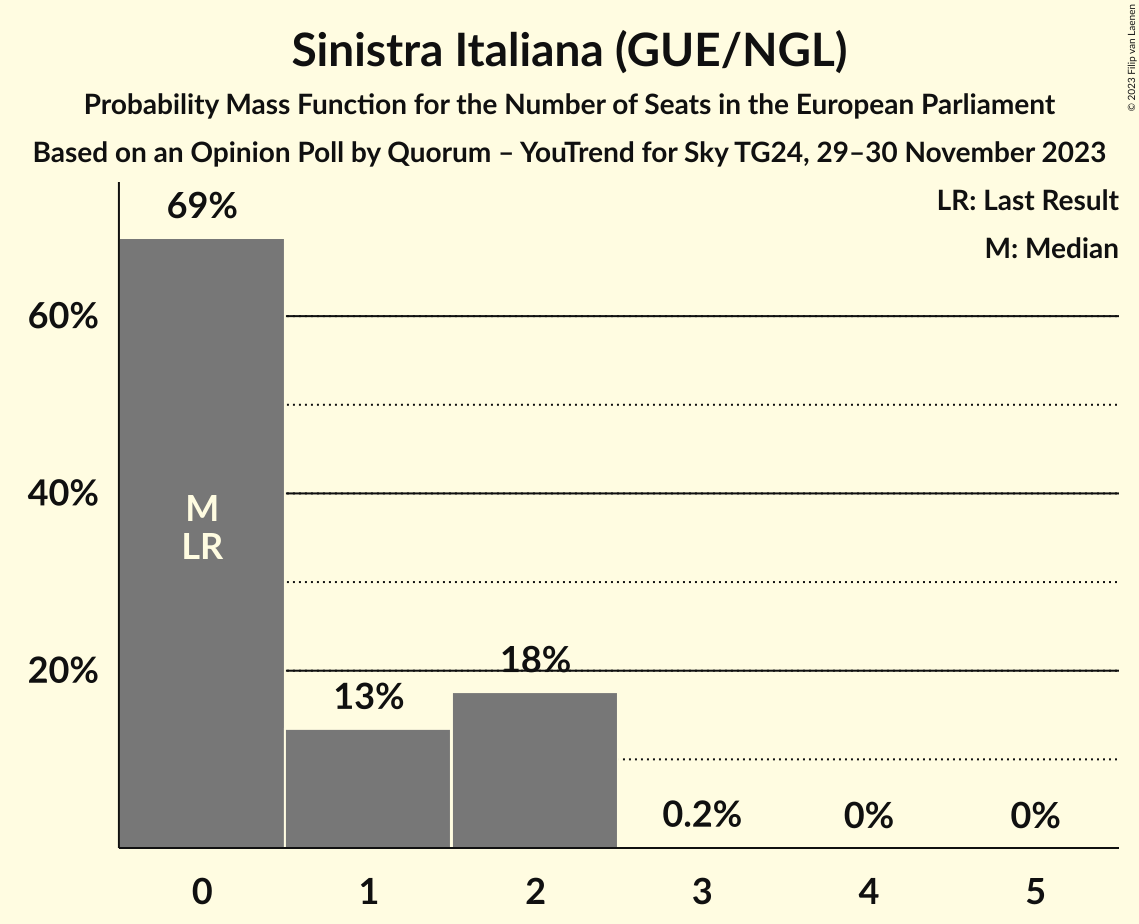 Sinistra Italiana (GUE/NGL)
Probability Mass Function for the Number of Seats in the European Parliament
Based on an Opinion Poll by Quorum – YouTrend for Sky TG24, 29–30 November 2023
© 2023 Filip van Laenen
LR: Last Result
M: Median
69%
60%
40%
M
LR
20%
18%
13%
0.2%
0%
0%
0
1
2
3
4
5